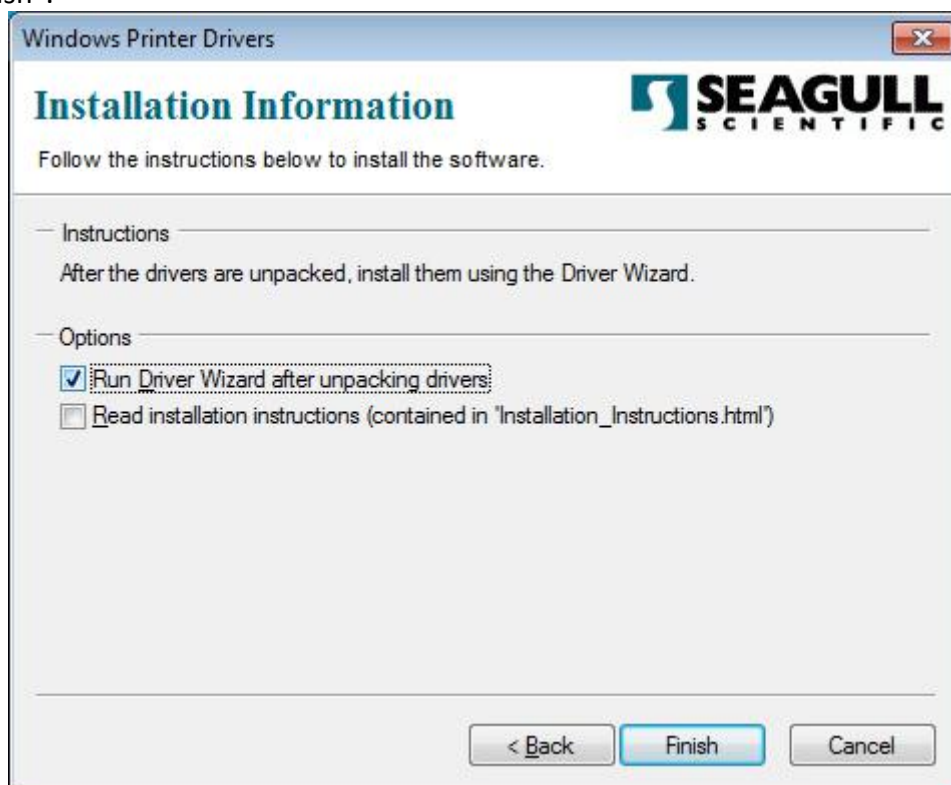 Windows Printer Drivers
Installation Information
SEAGULL
SCIENTIFIC
Follow the instructions below to install the software.
Instructions
After the drivers are unpacked, install them using the Driver Wizard.
Options
Run Driver Wizard after unpacking drivers
Read installation instructions (contained in "Installation_Instructions.html")
< Back
Finish
Cancel